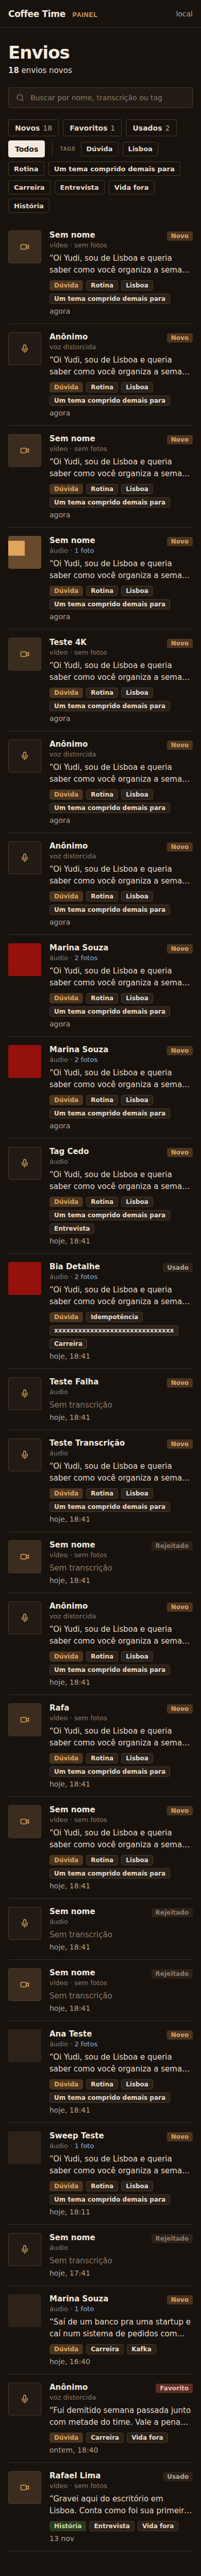 Coffee Time PAINEL local
Envios
18 envios novos
Buscar por nome, transcrição ou tag
Novos 18 Favoritos 1 Usados 2
Todos TAGS Dúvida Lisboa
Rotina Um tema comprido demais para
Carreira Entrevista Vida fora
História
Sem nome Novo
vídeo · sem fotos
“Oi Yudi, sou de Lisboa e queria
saber como você organiza a sema…
Dúvida Rotina Lisboa
Um tema comprido demais para
agora
Anônimo Novo
voz distorcida
“Oi Yudi, sou de Lisboa e queria
saber como você organiza a sema…
Dúvida Rotina Lisboa
Um tema comprido demais para
agora
Sem nome Novo
vídeo · sem fotos
“Oi Yudi, sou de Lisboa e queria
saber como você organiza a sema…
Dúvida Rotina Lisboa
Um tema comprido demais para
agora
Sem nome Novo
áudio · 1 foto
“Oi Yudi, sou de Lisboa e queria
saber como você organiza a sema…
Dúvida Rotina Lisboa
Um tema comprido demais para
agora
Teste 4K Novo
vídeo · sem fotos
“Oi Yudi, sou de Lisboa e queria
saber como você organiza a sema…
Dúvida Rotina Lisboa
Um tema comprido demais para
agora
Anônimo Novo
voz distorcida
“Oi Yudi, sou de Lisboa e queria
saber como você organiza a sema…
Dúvida Rotina Lisboa
Um tema comprido demais para
agora
Anônimo Novo
voz distorcida
“Oi Yudi, sou de Lisboa e queria
saber como você organiza a sema…
Dúvida Rotina Lisboa
Um tema comprido demais para
agora
Marina Souza Novo
áudio · 2 fotos
“Oi Yudi, sou de Lisboa e queria
saber como você organiza a sema…
Dúvida Rotina Lisboa
Um tema comprido demais para
agora
Marina Souza Novo
áudio · 2 fotos
“Oi Yudi, sou de Lisboa e queria
saber como você organiza a sema…
Dúvida Rotina Lisboa
Um tema comprido demais para
agora
Tag Cedo Novo
áudio
“Oi Yudi, sou de Lisboa e queria
saber como você organiza a sema…
Dúvida Rotina Lisboa
Um tema comprido demais para
Entrevista
hoje, 18:41
Bia Detalhe Usado
áudio · 2 fotos
“Oi Yudi, sou de Lisboa e queria
saber como você organiza a sema…
Dúvida Idempotência
xxxxxxxxxxxxxxxxxxxxxxxxxxxxxx
Carreira
hoje, 18:41
Teste Falha Novo
áudio
Sem transcrição
hoje, 18:41
Teste Transcrição Novo
áudio
“Oi Yudi, sou de Lisboa e queria
saber como você organiza a sema…
Dúvida Rotina Lisboa
Um tema comprido demais para
hoje, 18:41
Sem nome Rejeitado
vídeo · sem fotos
Sem transcrição
hoje, 18:41
Anônimo Novo
voz distorcida
“Oi Yudi, sou de Lisboa e queria
saber como você organiza a sema…
Dúvida Rotina Lisboa
Um tema comprido demais para
hoje, 18:41
Rafa Novo
vídeo · sem fotos
“Oi Yudi, sou de Lisboa e queria
saber como você organiza a sema…
Dúvida Rotina Lisboa
Um tema comprido demais para
hoje, 18:41
Sem nome Novo
vídeo · sem fotos
“Oi Yudi, sou de Lisboa e queria
saber como você organiza a sema…
Dúvida Rotina Lisboa
Um tema comprido demais para
hoje, 18:41
Sem nome Rejeitado
áudio
Sem transcrição
hoje, 18:41
Sem nome Rejeitado
vídeo · sem fotos
Sem transcrição
hoje, 18:41
Ana Teste Novo
áudio · 2 fotos
“Oi Yudi, sou de Lisboa e queria
saber como você organiza a sema…
Dúvida Rotina Lisboa
Um tema comprido demais para
hoje, 18:41
Sweep Teste Novo
áudio · 1 foto
“Oi Yudi, sou de Lisboa e queria
saber como você organiza a sema…
Dúvida Rotina Lisboa
Um tema comprido demais para
hoje, 18:11
Sem nome Rejeitado
áudio
Sem transcrição
hoje, 17:41
Marina Souza Novo
áudio · 1 foto
“Saí de um banco pra uma startup e
caí num sistema de pedidos com…
Dúvida Carreira Kafka
hoje, 16:40
Anônimo Favorito
voz distorcida
“Fui demitido semana passada junto
com metade do time. Vale a pena…
Dúvida Carreira Vida fora
ontem, 18:40
Rafael Lima Usado
vídeo · sem fotos
“Gravei aqui do escritório em
Lisboa. Conta como foi sua primeir…
História Entrevista Vida fora
13 nov